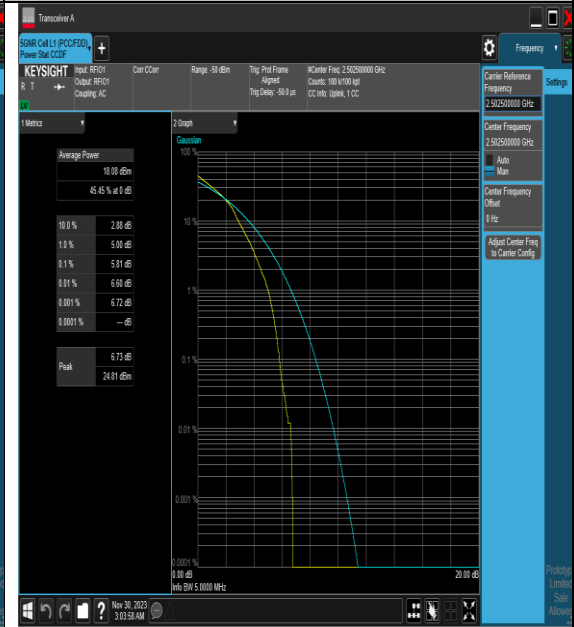 Transceiver A
5GNR Cell L1 (PCC/FDD),
Power Stat CCDF
+
Frequency
KEYSIGHT
R T
LW
Input: RFIO1
Output: RFIO1
Coupling: AC
Corr CCorr
Range: -50 dBm
Trig: Prot Frame
Aligned
Trig Delay: -50.0 µs
#Center Freq: 2.502500000 GHz
Counts: 100 k/100 kpt
CC Info: Uplink, 1 CC
Carrier Reference
Frequency
2.502500000 GHz
Settings
Center Frequency
2.502500000 GHz
Auto
Man
Center Frequency
Offset
0 Hz
Adjust Center Freq
to Carrier Config
1 Metrics
Average Power
18.08 dBm
45.45 % at 0 dB
10.0 % 2.88 dB
1.0 % 5.00 dB
0.1 % 5.81 dB
0.01 % 6.60 dB
0.001 % 6.72 dB
0.0001 % --- dB
Peak
6.73 dB
24.81 dBm
2 Graph
Gaussian
100 %
10 %
1 %
0.1 %
0.01 %
0.001 %
0.0001 %
0.00 dB 20.00 dB
Info BW 5.0000 MHz
Nov 30, 2023
3:03:58 AM
?
Prototyp
Limited
Sale
Allowed